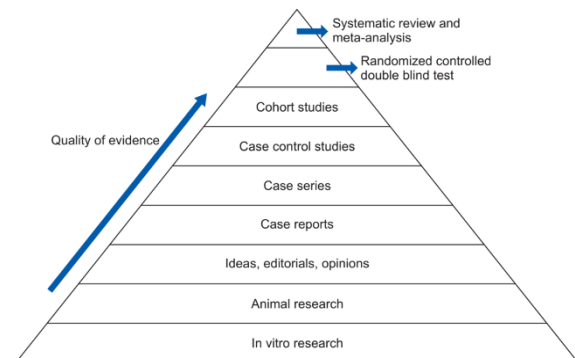 Systematic review and
meta-analysis
Randomized controlled
double blind test
Cohort studies
Quality of evidence
Case control studies
Case series
Case reports
Ideas, editorials, opinions
Animal research
In vitro research